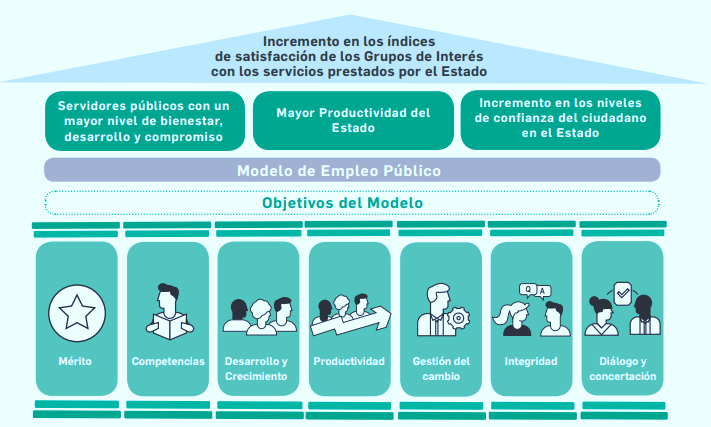 Incremento en los índices
de satisfacción de los Grupos de Interés
con los servicios prestados por el Estado
Servidores públicos con un
mayor nivel de bienestar,
desarrollo y compromiso
Mayor Productividad del
Estado
Incremento en los niveles
de confianza del ciudadano
en el Estado
Modelo de Empleo Público
Objetivos del Modelo
Q A
Mérito
Competencias
Desarrollo y
Crecimiento
Productividad
Gestión del
cambio
Integridad
Diálogo y
concertación